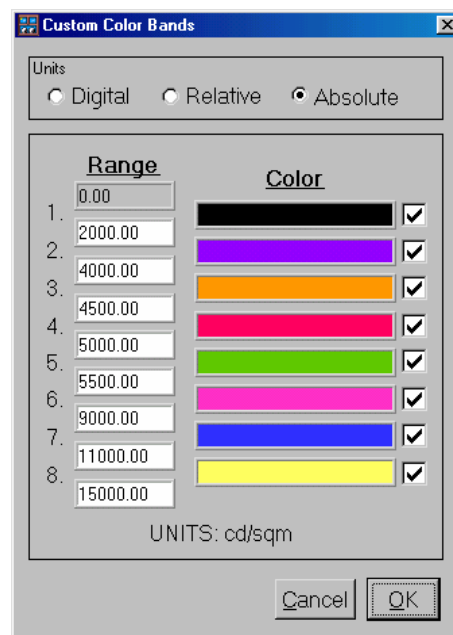 Custom Color Bands
Units
Digital Relative Absolute
Range Color
0.00
1.
2000.00
2.
4000.00
3.
4500.00
4.
5000.00
5.
5500.00
6.
9000.00
7.
11000.00
8.
15000.00
UNITS: cd/sqm
Cancel OK